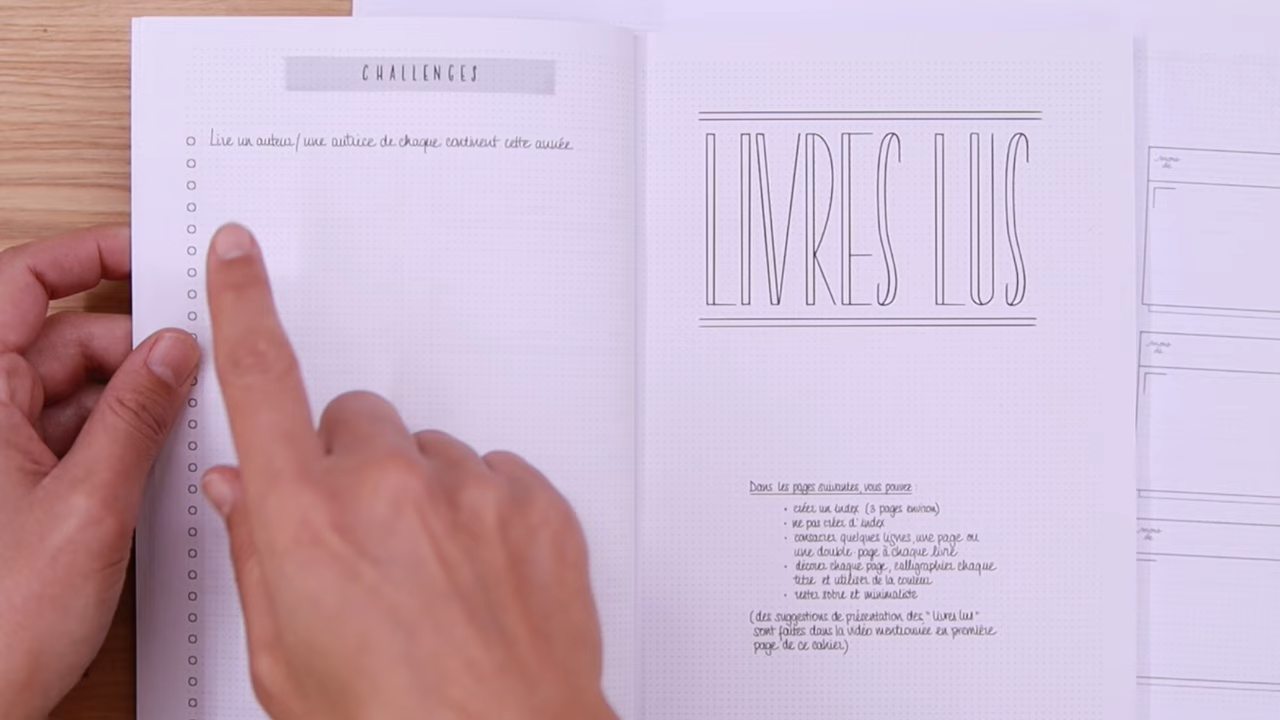 CHALLENGES
Lire un auteur/une autrice de chaque continent cette année
LIVRES LUS
Dans les pages suivantes, vous pouvez :
• créer un index (3 pages environ)
• ne pas créer d'index
• consacrer quelques lignes, une page ou
une double page à chaque livre
• décorer chaque page, calligraphier chaque
titre et utiliser de la couleur
• rester sobre et minimaliste
(des suggestions de présentation des "livres lus"
sont faites dans la vidéo mentionnée en première
page de ce cahier)